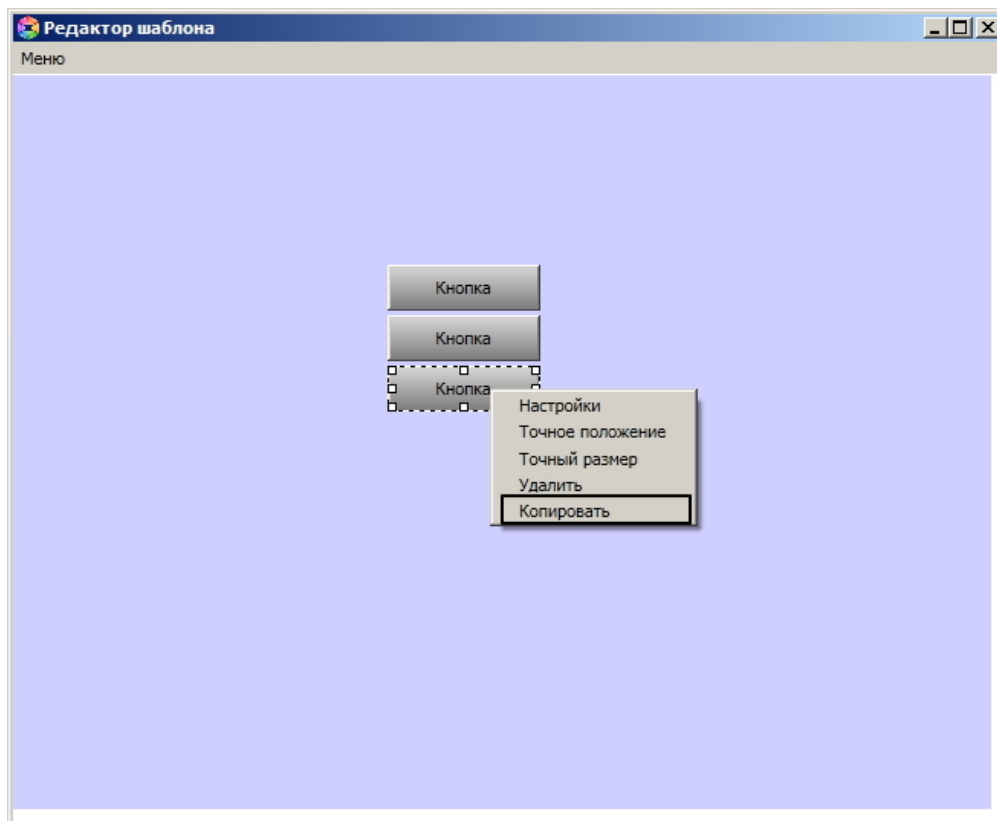 Редактор шаблона
Меню
Кнопка
Кнопка
Кнопка
Настройки
Точное положение
Точный размер
Удалить
Копировать